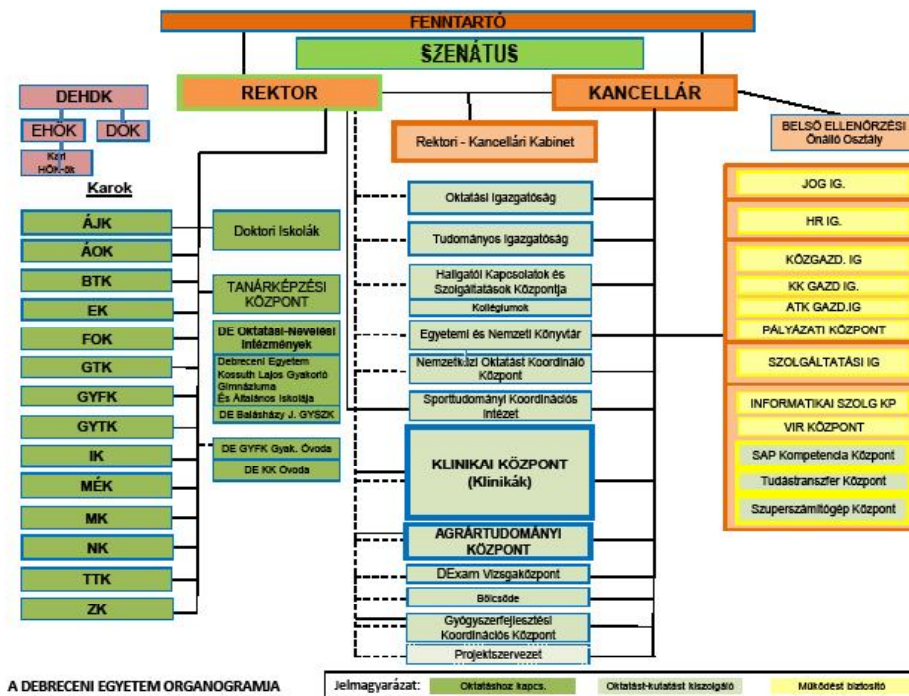 FENNTARTÓ
SZENÁTUS
REKTOR
KANCELLÁR
DEHDK
EHÖK
DÖK
Kari
HÖK-ök
Rektori - Kancellári Kabinet
BELSŐ ELLENŐRZÉSI
Önálló Osztály
Karok
ÁJK
ÁOK
BTK
EK
FOK
GTK
GYFK
GYTK
IK
MÉK
MK
NK
TTK
ZK
Doktori Iskolák
TANÁRKÉPZÉSI
KÖZPONT
DE Oktatási-Nevelési
Intézmények
Debreceni Egyetem
Kossuth Lajos Gyakorló
Gimnáziuma
És Általános Iskolája
DE Balásházy J. GYSZK
DE GYFK Gyak. Óvoda
DE KK Óvoda
Oktatási Igazgatóság
Tudományos Igazgatóság
Hallgatói Kapcsolatok és
Szolgáltatások Központja
Kollégiumok
Egyetemi és Nemzeti Könyvtár
Nemzetközi Oktatást Koordináló
Központ
Sporttudományi Koordinációs
Intézet
KLINIKAI KÖZPONT
(Klinikák)
AGRÁRTUDOMÁNYI
KÖZPONT
DExam Vizsgaközpont
Bölcsőde
Gyógyszerfejlesztési
Koordinációs Központ
Projektszervezet
JOG IG.
HR IG.
KÖZGAZD. IG
KK GAZD IG.
ATK GAZD.IG
PÁLYÁZATI KÖZPONT
SZOLGÁLTATÁSI IG
INFORMATIKAI SZOLG KP
VIR KÖZPONT
SAP Kompetencia Központ
Tudástranszfer Központ
Szuperszámítógép Központ
A DEBRECENI EGYETEM ORGANOGRAMJA
Jelmagyarázat:
Oktatáshoz kapcs.
Oktatást-kutatást kiszolgáló
Működést biztosító